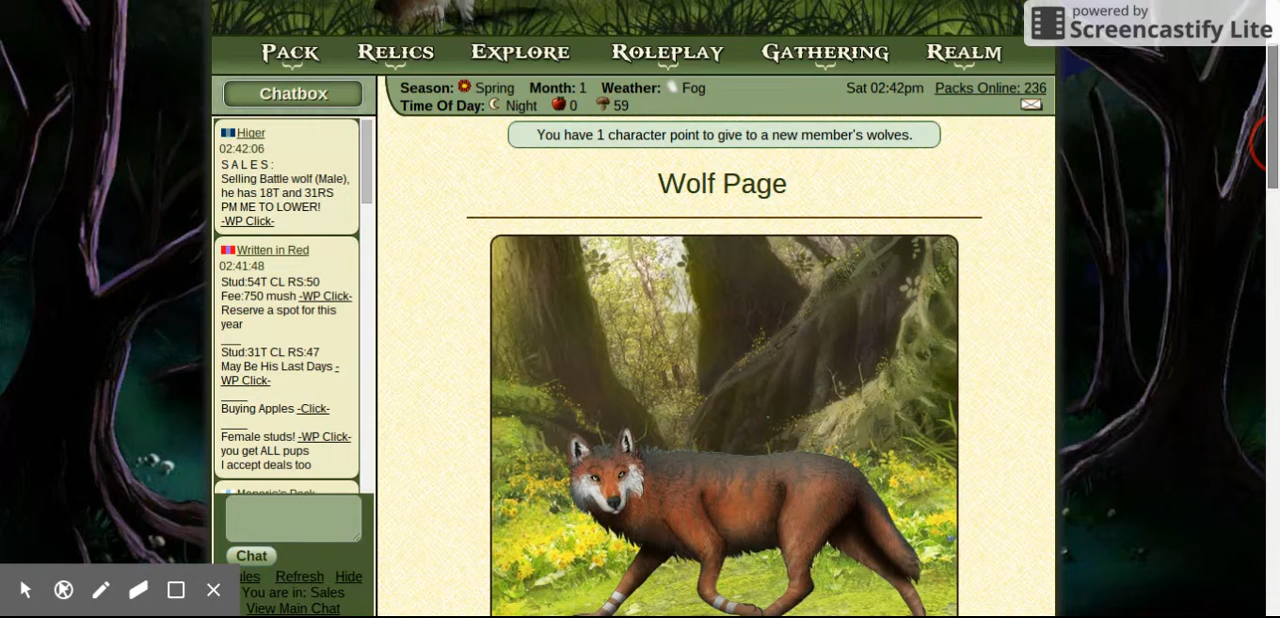 powered by
Screencastify Lite
PACK RELICS EXPLORE ROLEPLAY GATHERING REALM
Chatbox
Season: Spring Month: 1 Weather: Fog Sat 02:42pm Packs Online: 236
Time Of Day: Night 0 59
You have 1 character point to give to a new member's wolves.
Wolf Page
Higer
02:42:06
S A L E S :
Selling Battle wolf (Male),
he has 18T and 31RS
PM ME TO LOWER!
-WP Click-
Written in Red
02:41:48
Stud:54T CL RS:50
Fee:750 mush -WP Click-
Reserve a spot for this
year
____
Stud:31T CL RS:47
May Be His Last Days -
WP Click-
____
Buying Apples -Click-
____
Female studs! -WP Click-
you get ALL pups
I accept deals too
Chat
ules Refresh Hide
You are in: Sales
View Main Chat